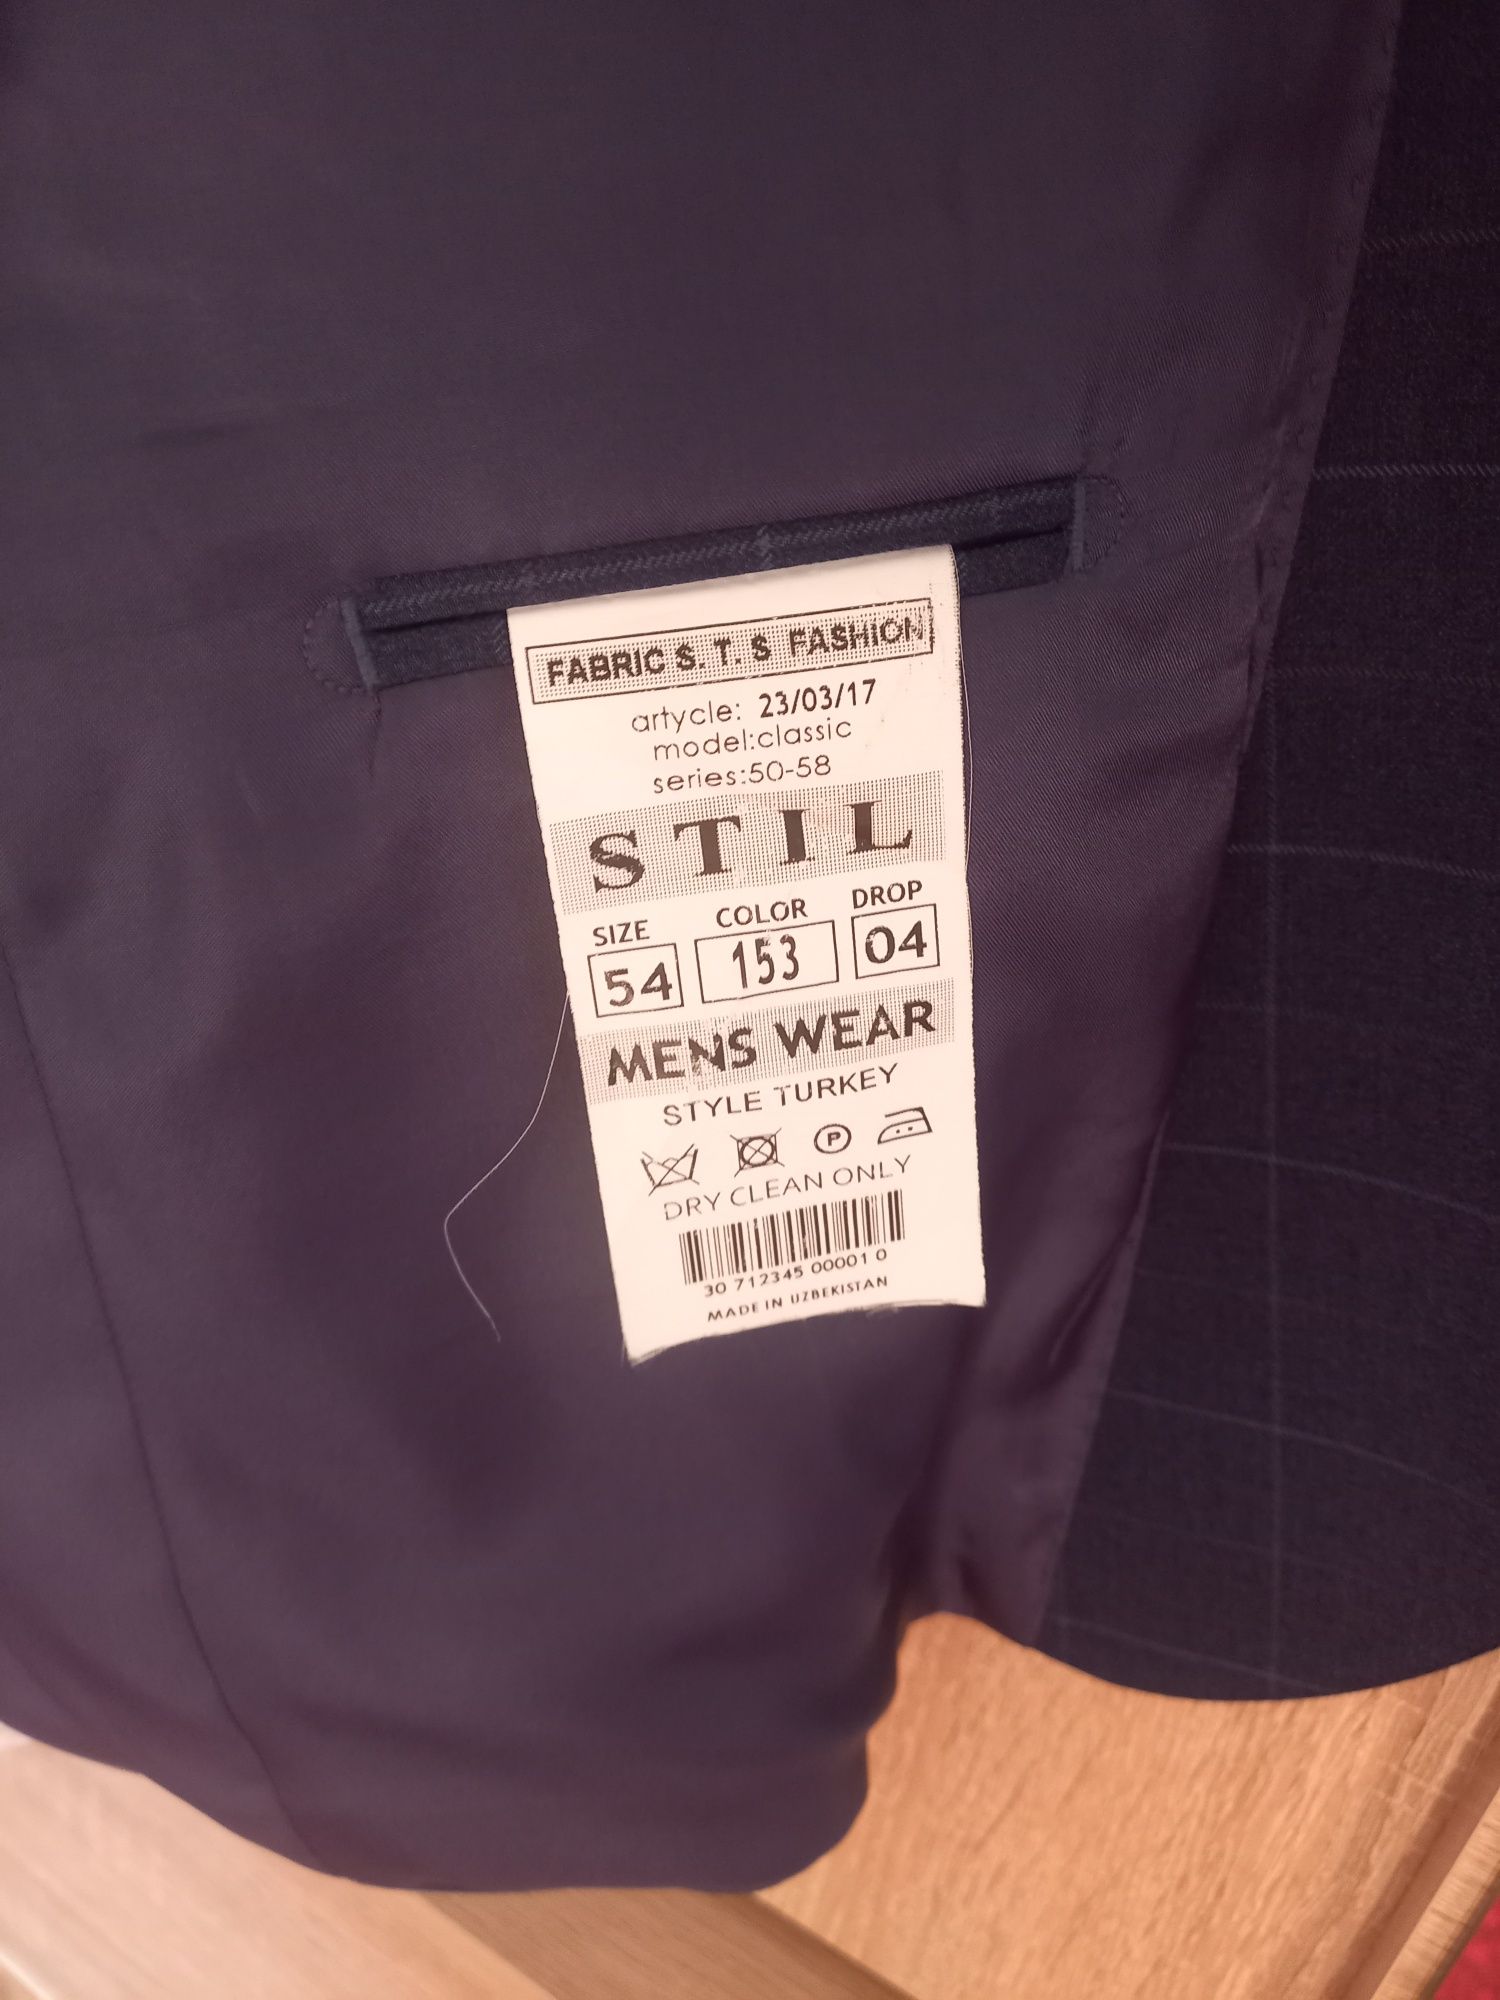 FABRIC S. T. S FASHION
artycle: 23/03/17
model:classic
series:50-58
STIL
SIZE COLOR DROP
54 153 04
MENS WEAR
STYLE TURKEY
P
DRY CLEAN ONLY
30 712345 00001 0
MADE IN UZBEKISTAN